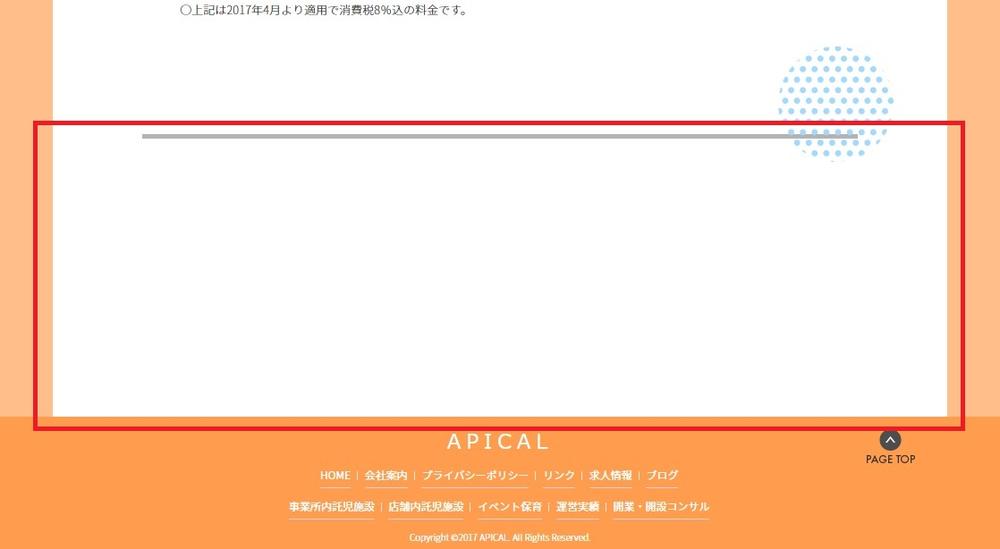 〇上記は2017年4月より適用で消費税8%込の料金です。
APICAL
PAGE TOP
HOME | 会社案内 | プライバシーポリシー | リンク | 求人情報 | ブログ
事業所内託児施設 | 店舗内託児施設 | イベント保育 | 運営実績 | 開業・開設コンサル
Copyright ©2017 APICAL. All Rights Reserved.